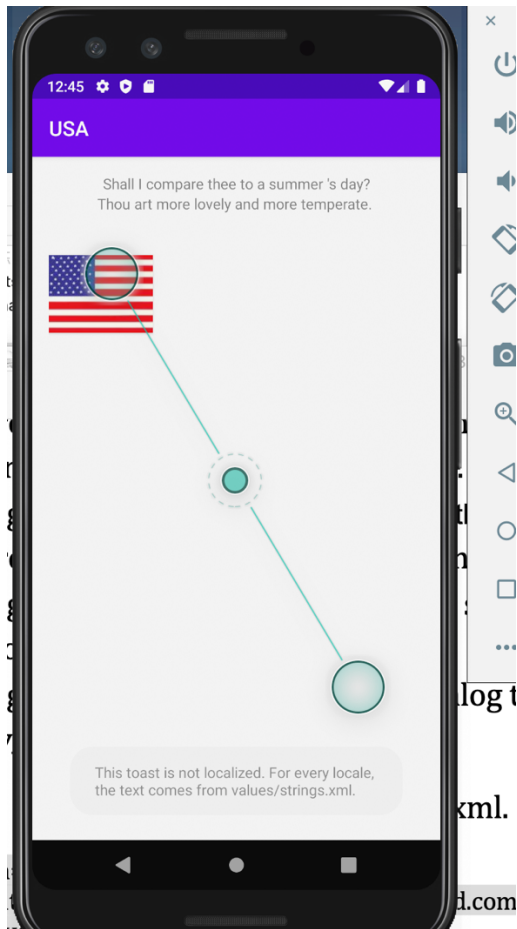 12:45
USA
Shall I compare thee to a summer 's day?
Thou art more lovely and more temperate.
This toast is not localized. For every locale,
the text comes from values/strings.xml.
log t
xml.
d.com